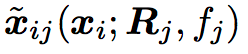 x̃ᵢⱼ(xᵢ; Rⱼ, fⱼ)